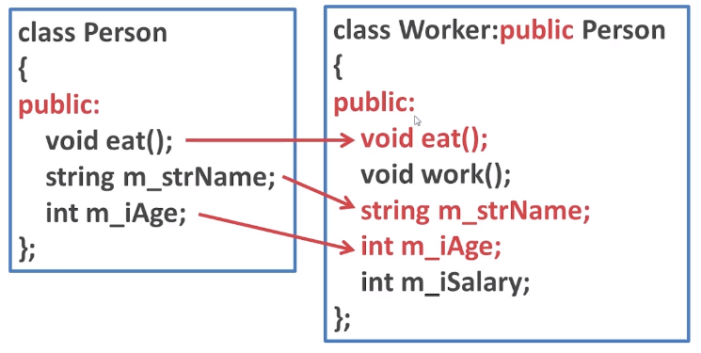 class Person
{
public:
void eat();
string m_strName;
int m_iAge;
};
class Worker:public Person
{
public:
void eat();
void work();
string m_strName;
int m_iAge;
int m_iSalary;
};